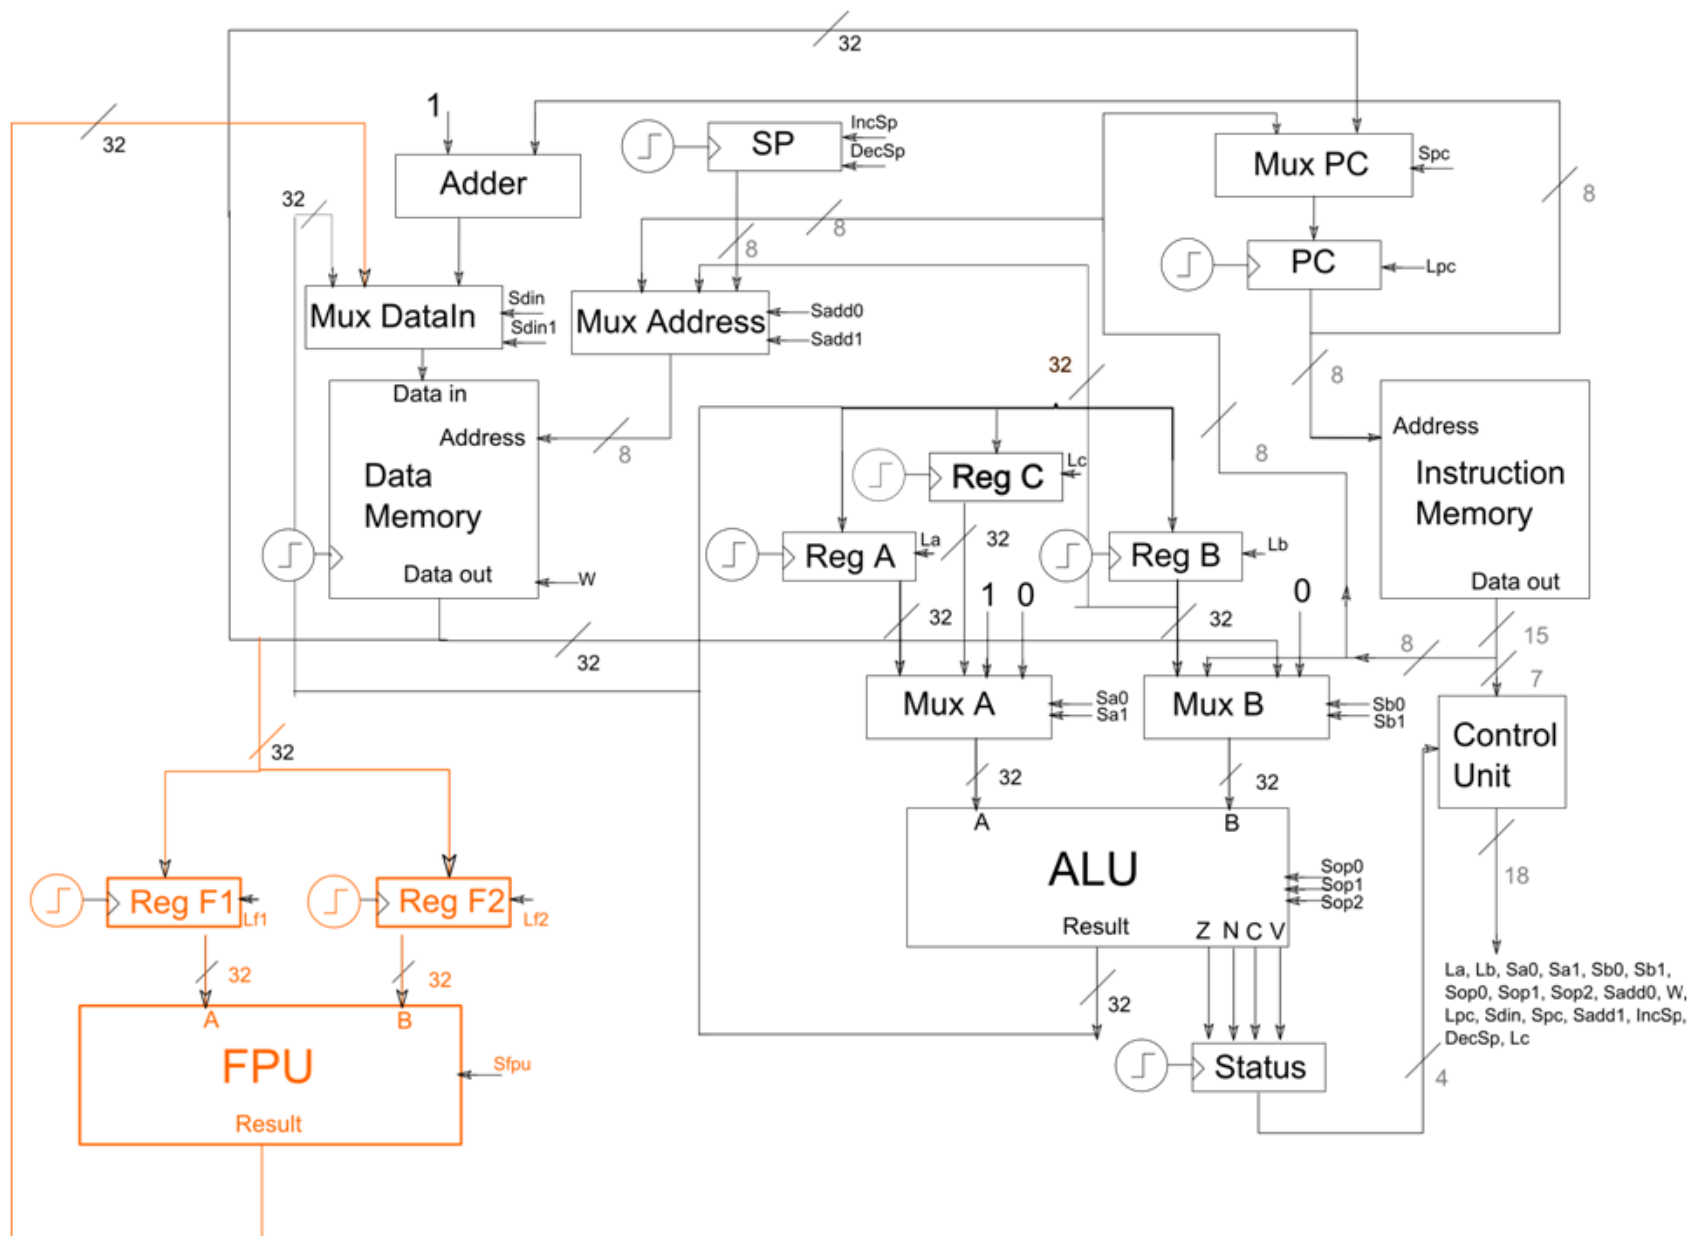 32
1
32
IncSp
SP
DecSp
Mux PC
Spc
Adder
32
8
8
8
PC
Lpc
Mux DataIn
Sdin
Sdin1
Mux Address
Sadd0
Sadd1
32
8
Data in
Address
8
Data
Memory
Data out
W
Address
Instruction
Memory
Data out
8
Reg C
Lc
32
Reg A
La
Reg B
Lb
1
0
0
32
32
32
8
15
7
Mux A
Sa0
Sa1
Mux B
Sb0
Sb1
Control
Unit
32
32
32
A
B
ALU
Sop0
Sop1
Sop2
Result
Z
N
C
V
18
Reg F1
Lf1
Reg F2
Lf2
32
32
32
La, Lb, Sa0, Sa1, Sb0, Sb1,
Sop0, Sop1, Sop2, Sadd0, W,
Lpc, Sdin, Spc, Sadd1, IncSp,
DecSp, Lc
A
B
FPU
Sfpu
Result
Status
4